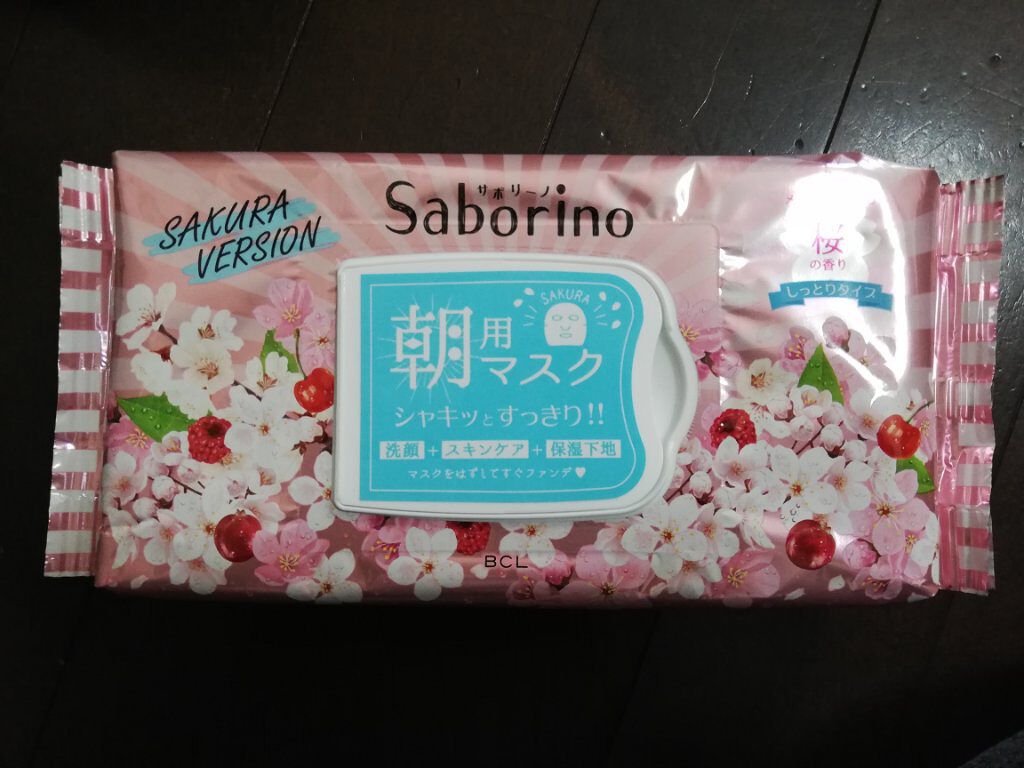 SAKURA
VERSION
サボリーノ
Saborino
桜
の香り
しっとりタイプ
SAKURA
朝用
マスク
シャキッとすっきり!!
洗顔+スキンケア+保湿下地
マスクをはずしてすぐファンデ♥
BCL